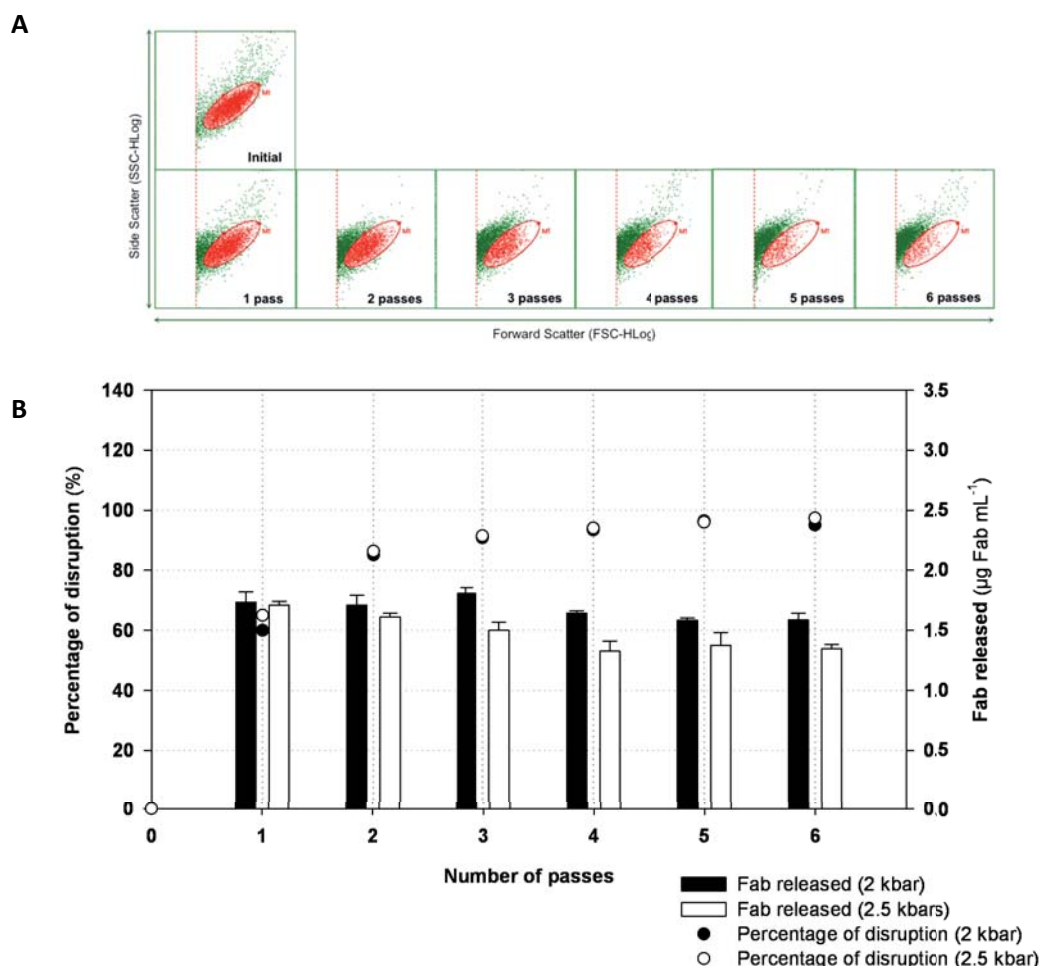 A
Side Scatter (SSC-HLog)
M1
Initial
M1
1 pass
M1
2 passes
M1
3 passes
M1
4 passes
M1
5 passes
M1
6 passes
Forward Scatter (FSC-HLog)
B
Percentage of disruption (%)
140
120
100
80
60
40
20
0
3.5
3.0
2.5
2.0
1.5
1.0
0.5
0.0
Fab released (µg Fab mL⁻¹)
0 1 2 3 4 5 6
Number of passes
Fab released (2 kbar)
Fab released (2.5 kbars)
Percentage of disruption (2 kbar)
Percentage of disruption (2.5 kbar)